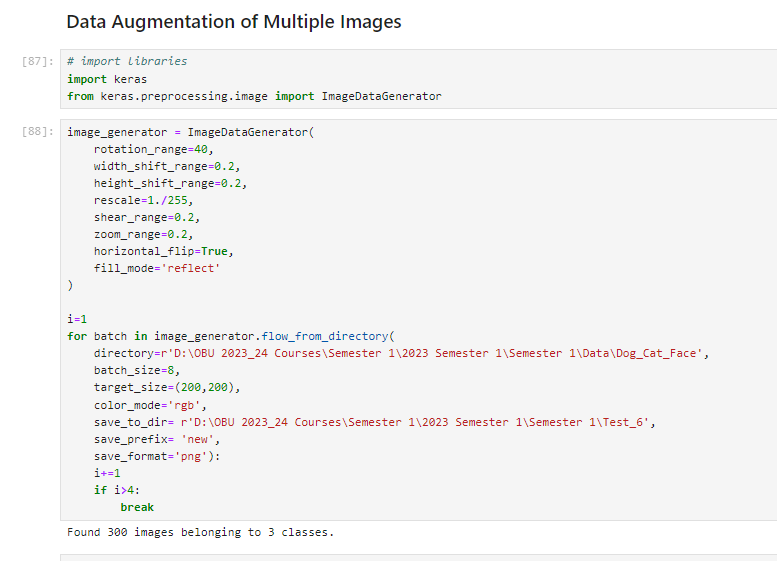 Data Augmentation of Multiple Images
[87]: # import libraries
import keras
from keras.preprocessing.image import ImageDataGenerator
[88]: image_generator = ImageDataGenerator(
    rotation_range=40,
    width_shift_range=0.2,
    height_shift_range=0.2,
    rescale=1./255,
    shear_range=0.2,
    zoom_range=0.2,
    horizontal_flip=True,
    fill_mode='reflect'
)
i=1
for batch in image_generator.flow_from_directory(
    directory=r'D:\OBU 2023_24 Courses\Semester 1\2023 Semester 1\Semester 1\Data\Dog_Cat_Face',
    batch_size=8,
    target_size=(200,200),
    color_mode='rgb',
    save_to_dir= r'D:\OBU 2023_24 Courses\Semester 1\2023 Semester 1\Semester 1\Test_6',
    save_prefix= 'new',
    save_format='png'):
    i+=1
    if i>4:
        break
Found 300 images belonging to 3 classes.